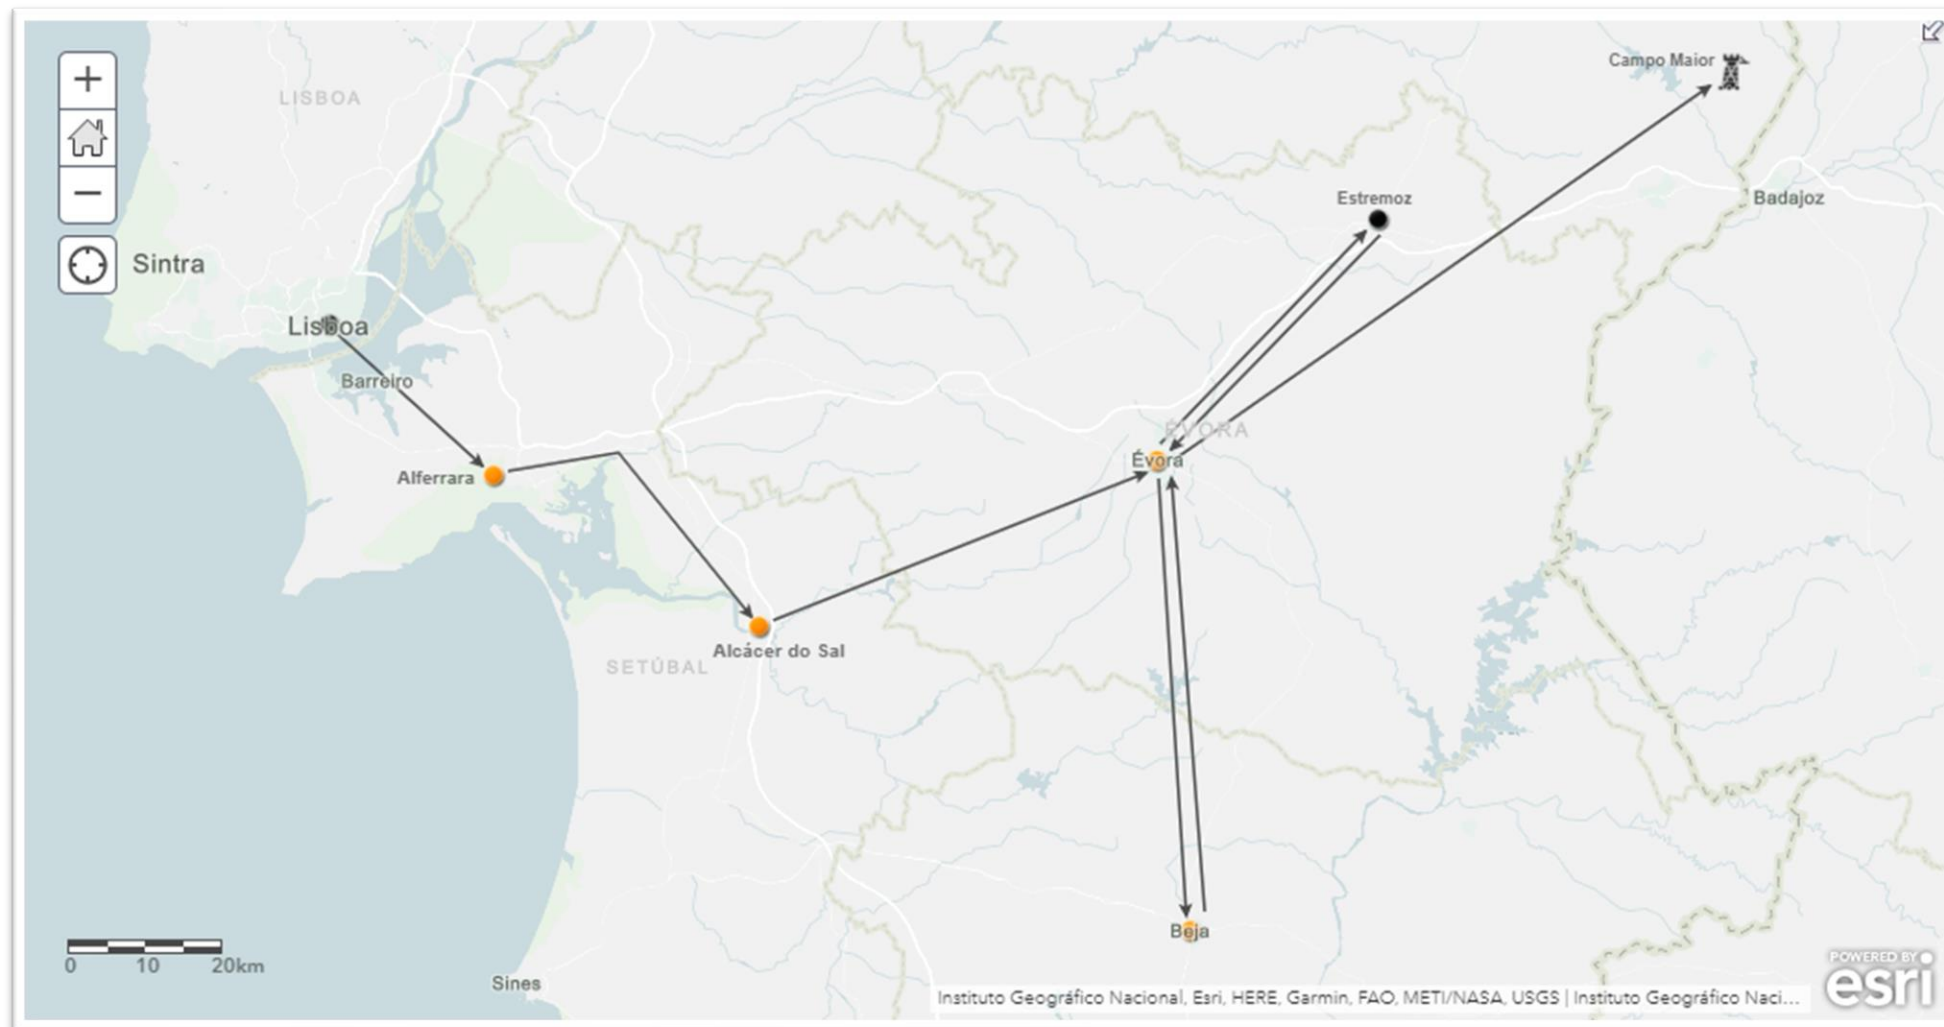 Campo Maior
+
LISBOA
−
Estremoz
Badajoz
Sintra
Lisboa
Barreiro
ÉVORA
Évora
Alferrara
Alcácer do Sal
SETÚBAL
Beja
0 10 20km
Sines
POWERED BY
esri
Instituto Geográfico Nacional, Esri, HERE, Garmin, FAO, METI/NASA, USGS | Instituto Geográfico Naci...